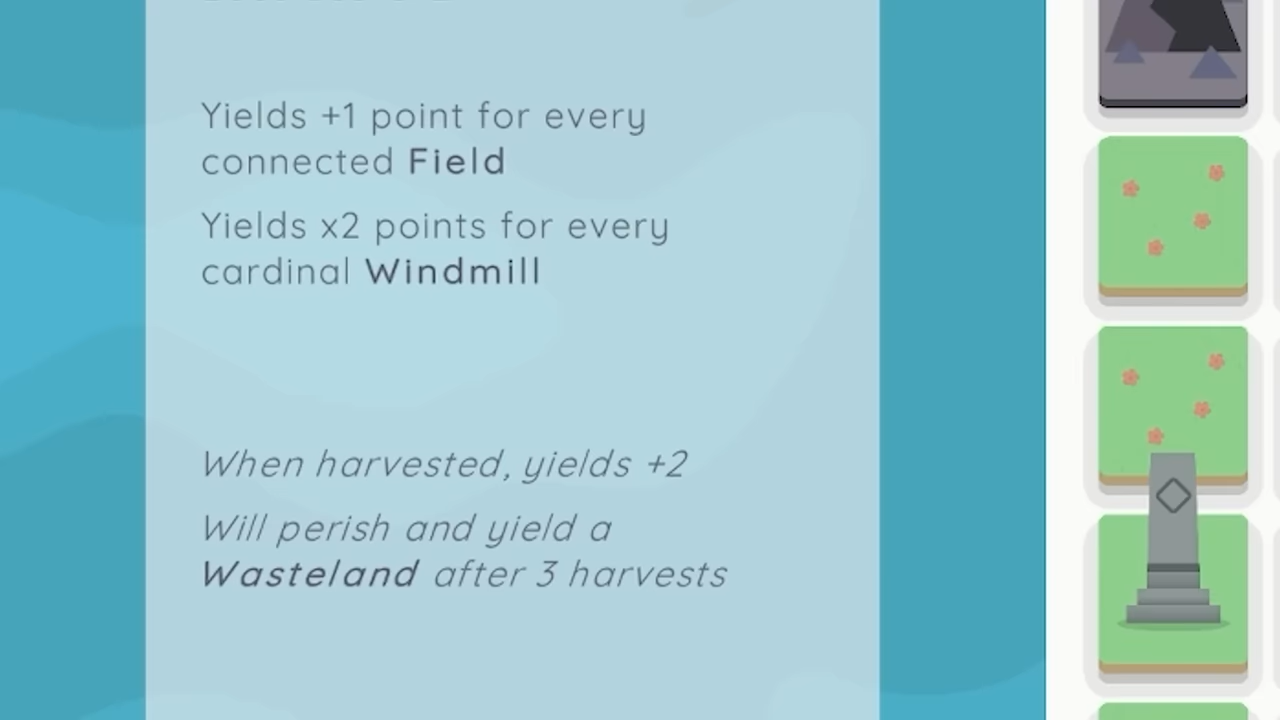 Yields +1 point for every
connected Field
Yields x2 points for every
cardinal Windmill
When harvested, yields +2
Will perish and yield a
Wasteland after 3 harvests